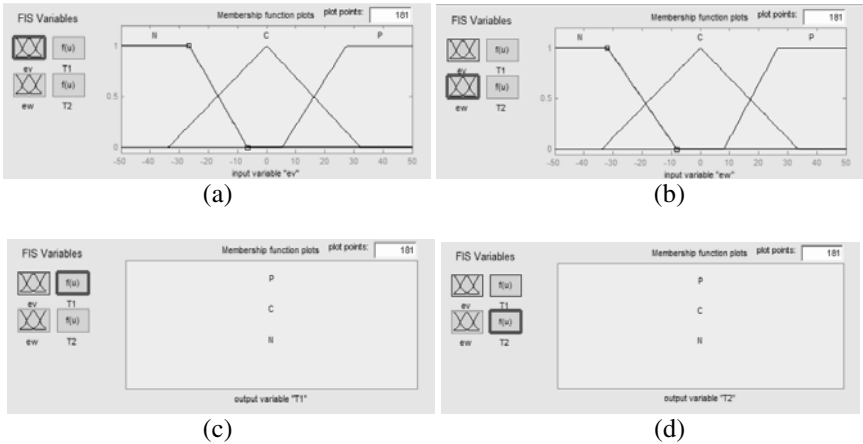 FIS Variables
Membership function plots plot points: 181
N C P
f(u)
ev T1
f(u)
ew T2
1
0.5
0
-50 -40 -30 -20 -10 0 10 20 30 40 50
input variable "ev"
(a)
FIS Variables
Membership function plots plot points: 181
N C P
f(u)
ev T1
f(u)
ew T2
1
0.5
0
-50 -40 -30 -20 -10 0 10 20 30 40 50
input variable "ew"
(b)
FIS Variables
Membership function plots plot points: 181
f(u)
ev T1
f(u)
ew T2
P
C
N
output variable "T1"
(c)
FIS Variables
Membership function plots plot points: 181
f(u)
ev T1
f(u)
ew T2
P
C
N
output variable "T2"
(d)